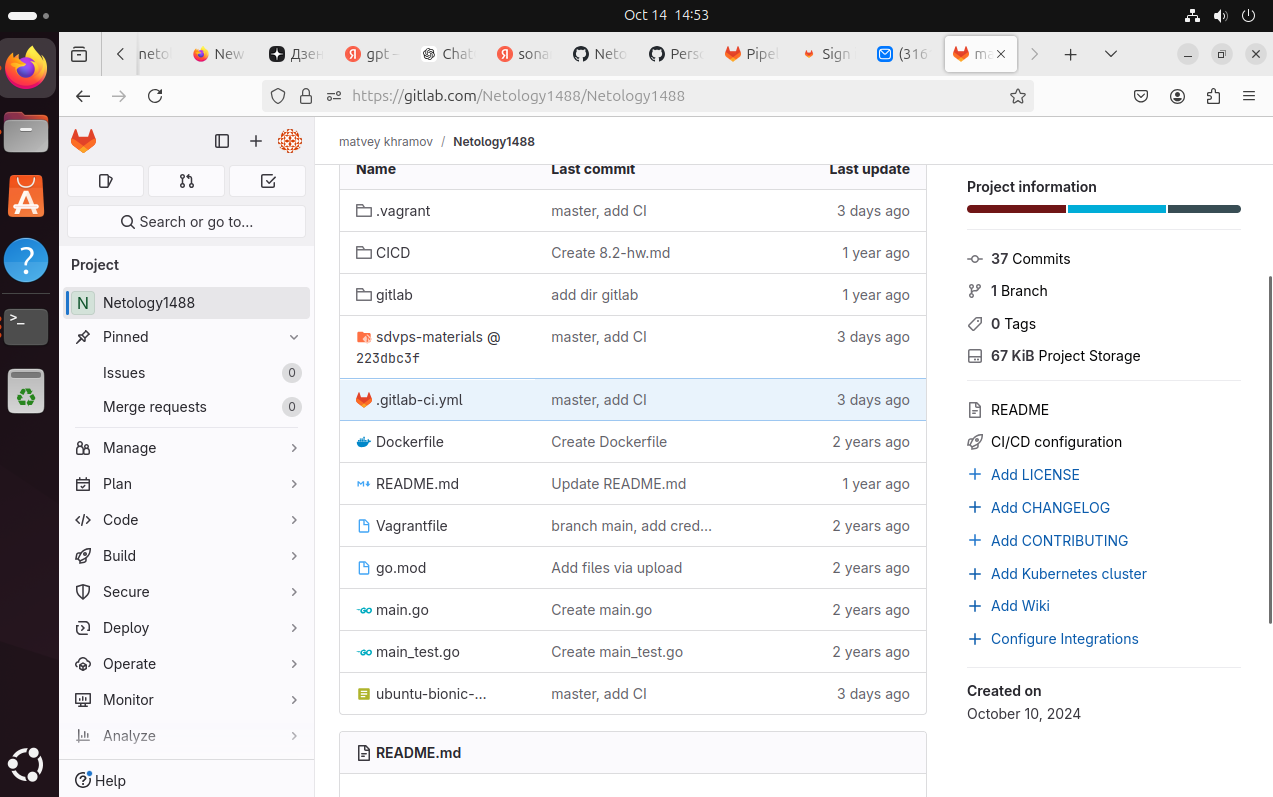 Oct 14 14:53
neto
New
Дзен
gpt –
Chat
sona
Neto
Perso
Pipel
Sign
(316
ma
https://gitlab.com/Netology1488/Netology1488
matvey khramov / Netology1488
Search or go to...
Project
N Netology1488
Pinned
Issues 0
Merge requests 0
Manage
Plan
Code
Build
Secure
Deploy
Operate
Monitor
Analyze
Help
Name Last commit Last update
.vagrant master, add CI 3 days ago
CICD Create 8.2-hw.md 1 year ago
gitlab add dir gitlab 1 year ago
sdvps-materials @ master, add CI 3 days ago
223dbc3f
.gitlab-ci.yml master, add CI 3 days ago
Dockerfile Create Dockerfile 2 years ago
README.md Update README.md 1 year ago
Vagrantfile branch main, add cred... 2 years ago
go.mod Add files via upload 2 years ago
main.go Create main.go 2 years ago
main_test.go Create main_test.go 2 years ago
ubuntu-bionic-... master, add CI 3 days ago
README.md
Project information
37 Commits
1 Branch
0 Tags
67 KiB Project Storage
README
CI/CD configuration
Add LICENSE
Add CHANGELOG
Add CONTRIBUTING
Add Kubernetes cluster
Add Wiki
Configure Integrations
Created on
October 10, 2024